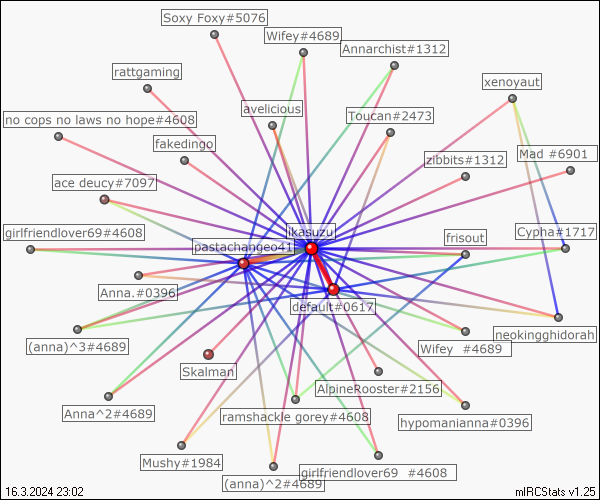 Soxy Foxy#5076
Wifey#4689
Annarchist#1312
rattgaming
xenoyaut
avelicious
Toucan#2473
no cops no laws no hope#4608
fakedingo
zibbits#1312
Mad #6901
ace deucy#7097
girlfriendlover69#4608
likasuzu
Cypha#1717
pastachangeo41
frisout
Anna.#0396
default#0617
neokingghidorah
(anna)^3#4689
Wifey #4689
Skalman
AlpineRooster#2156
Anna^2#4689
ramshackle gorey#4608
hypomanianna#0396
Mushy#1984
girlfriendlover69 #4608
(anna)^2#4689
16.3.2024 23:02
mIRCStats v1.25